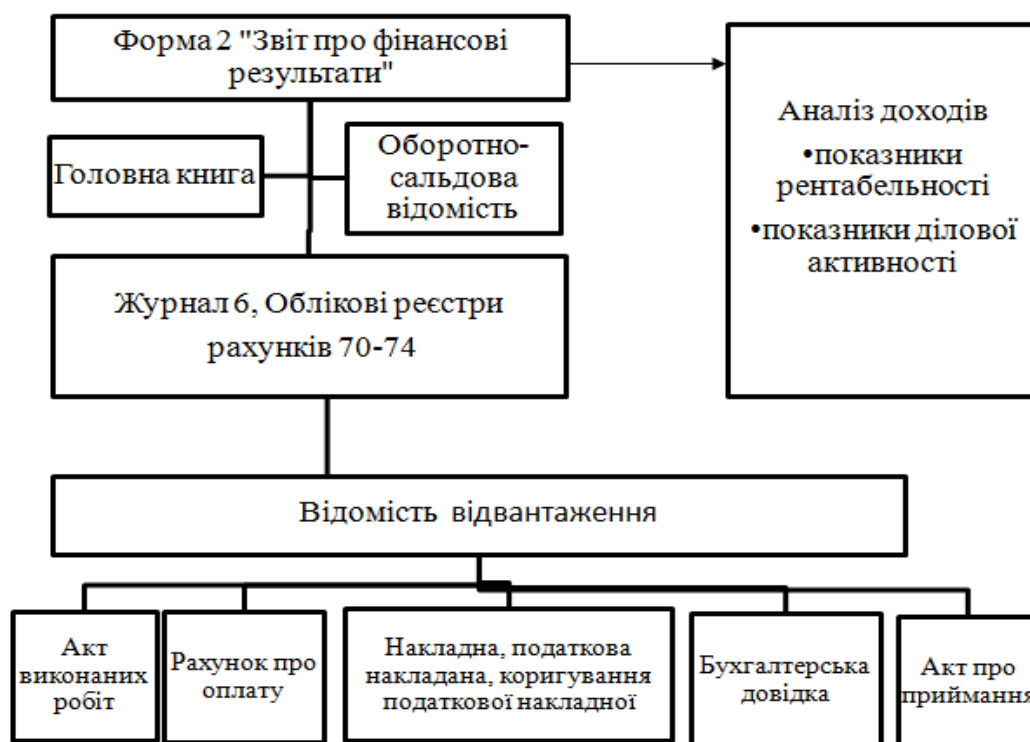 Форма 2 "Звіт про фінансові
результати"
Аналіз доходів
•показники
рентабельності
•показники ділової
активності
Головна книга
Оборотно-
сальдова
відомість
Журнал 6, Облікові реєстри
рахунків 70-74
Відомість відвантаження
Акт
виконаних
робіт
Рахунок про
оплату
Накладна, податкова
накладана, коригування
податкової накладної
Бухгалтерська
довідка
Акт про
приймання